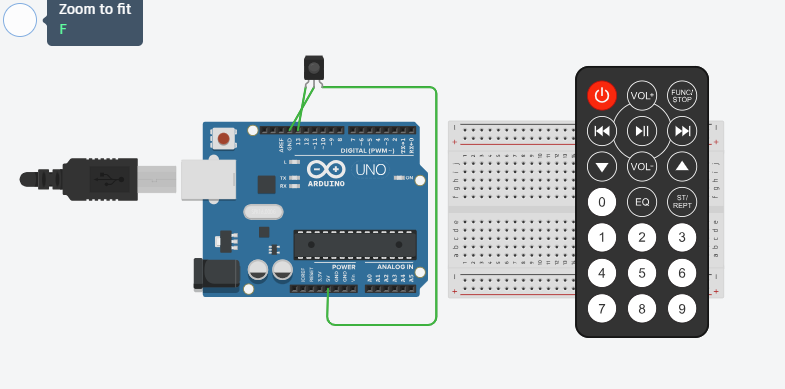 Zoom to fit
F
AREF
GND
13
12
~11
~10
~9
8
7
~6
~5
4
~3
2
TX→1
RX←0
DIGITAL (PWM~)
L
TX
RX
UNO
ARDUINO
ON
POWER
ANALOG IN
IOREF
RESET
3.3V
5V
GND
GND
Vin
A0
A1
A2
A3
A4
A5
VOL+
FUNC/
STOP
VOL-
0
EQ
ST/
REPT
1 2 3
4 5 6
7 8 9